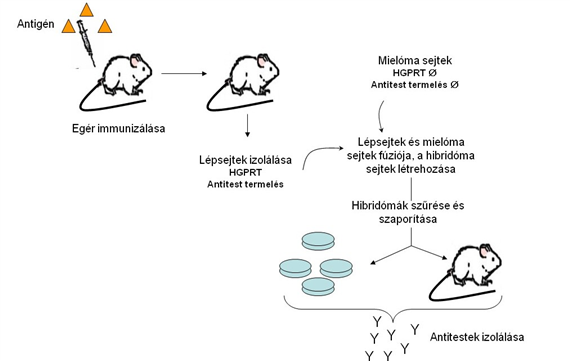 Antigén
Egér immunizálása
Mielóma sejtek
HGPRT Ø
Antitest termelés Ø
Lépsejtek izolálása
HGPRT
Antitest termelés
Lépsejtek és mielóma
sejtek fúziója, a hibridóma
sejtek létrehozása
Hibridómák szűrése és
szaporítása
Antitestek izolálása